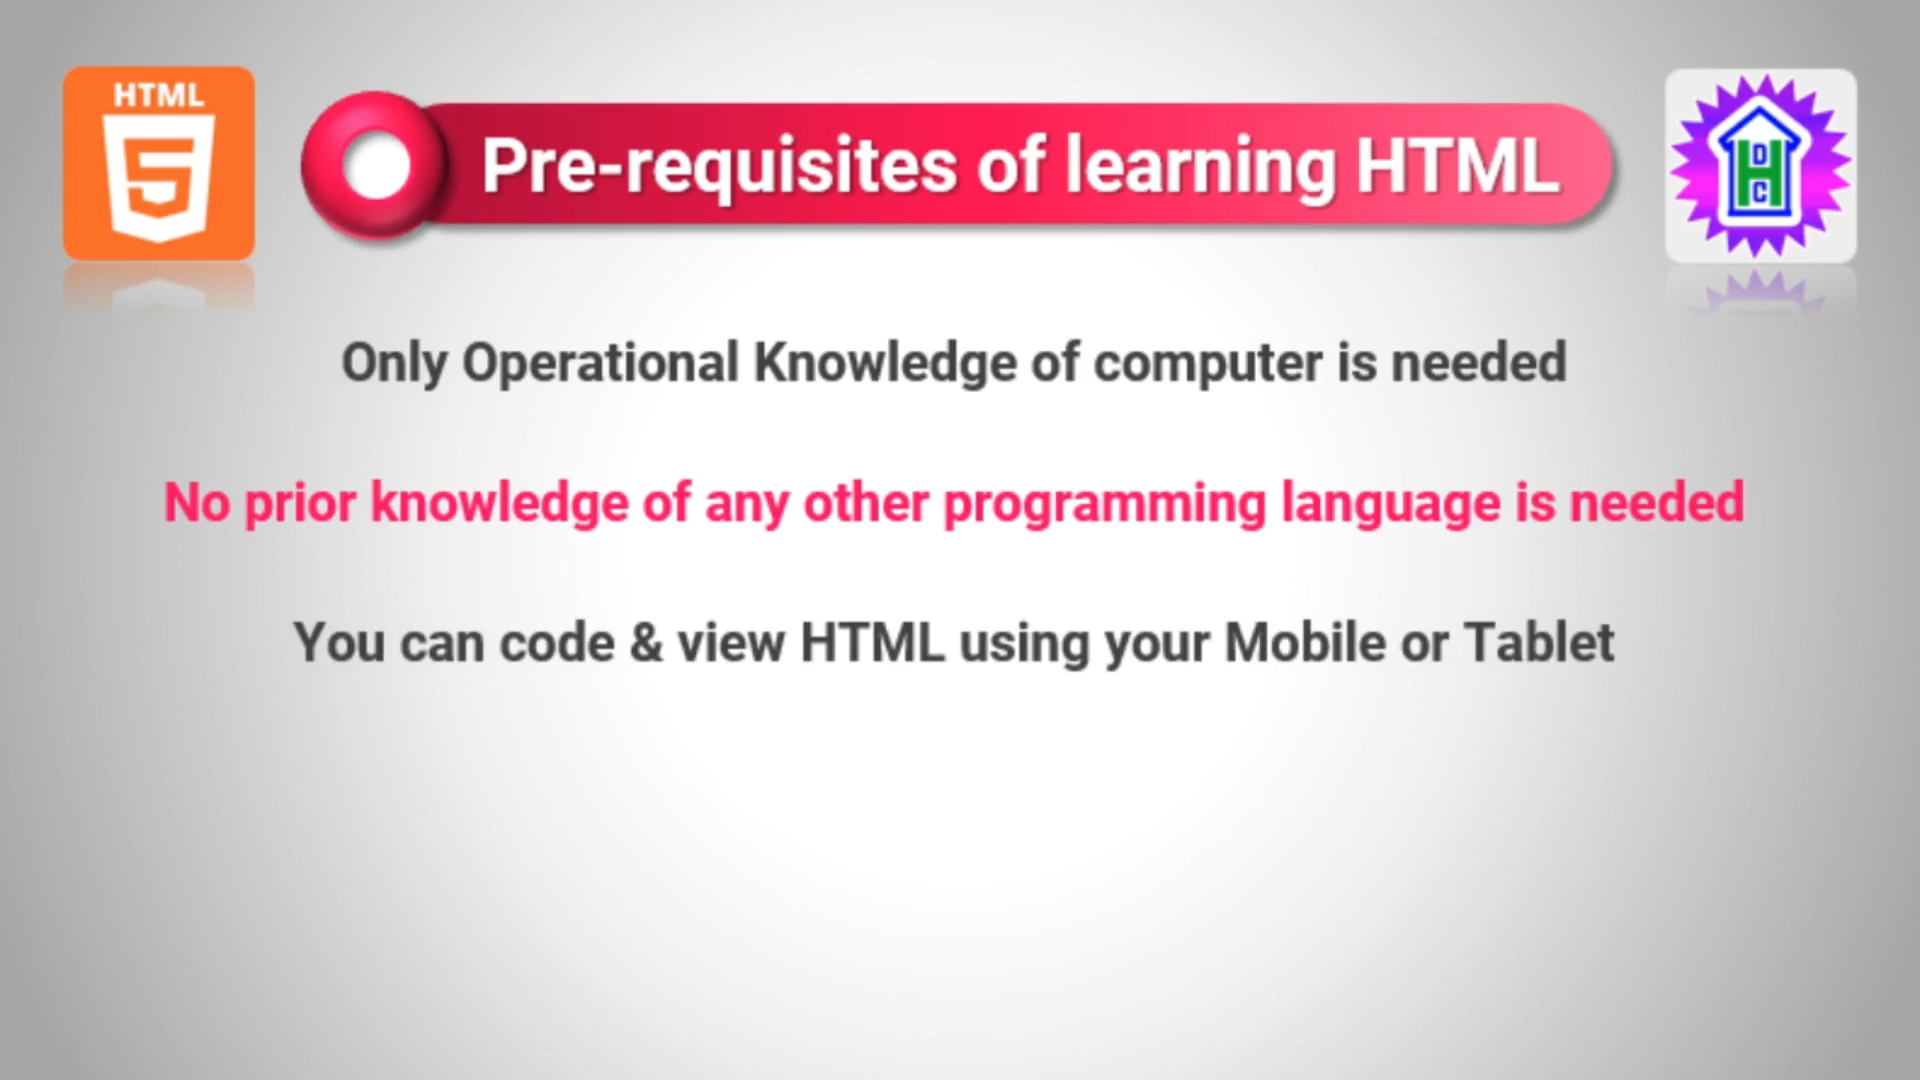 HTML
5
Pre-requisites of learning HTML
D
H
C
Only Operational Knowledge of computer is needed
No prior knowledge of any other programming language is needed
You can code & view HTML using your Mobile or Tablet